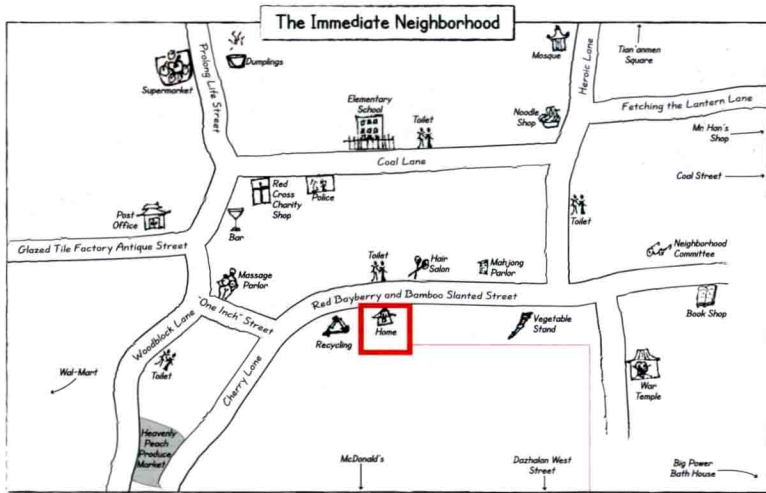 The Immediate Neighborhood
Prolong Life Street
Dumplings
Supermarket
Mosque
Heroic Lane
Tian'anmen
Square
Elementary
School
Toilet
Noodle
Shop
Fetching the Lantern Lane
Mr. Han's
Shop
Coal Lane
Coal Street
Red
Cross
Charity
Shop
Police
Post
Office
Bar
Toilet
Glazed Tile Factory Antique Street
Neighborhood
Committee
Massage
Parlor
Toilet
Hair
Salon
Mahjong
Parlor
Red Bayberry and Bamboo Slanted Street
"One Inch" Street
Woodblock Lane
Recycling
Home
Vegetable
Stand
Book Shop
Toilet
Cherry Lane
Wal-Mart
War
Temple
Heavenly
Peach
Produce
Market
McDonald's
Dazhalan West
Street
Big Power
Bath House